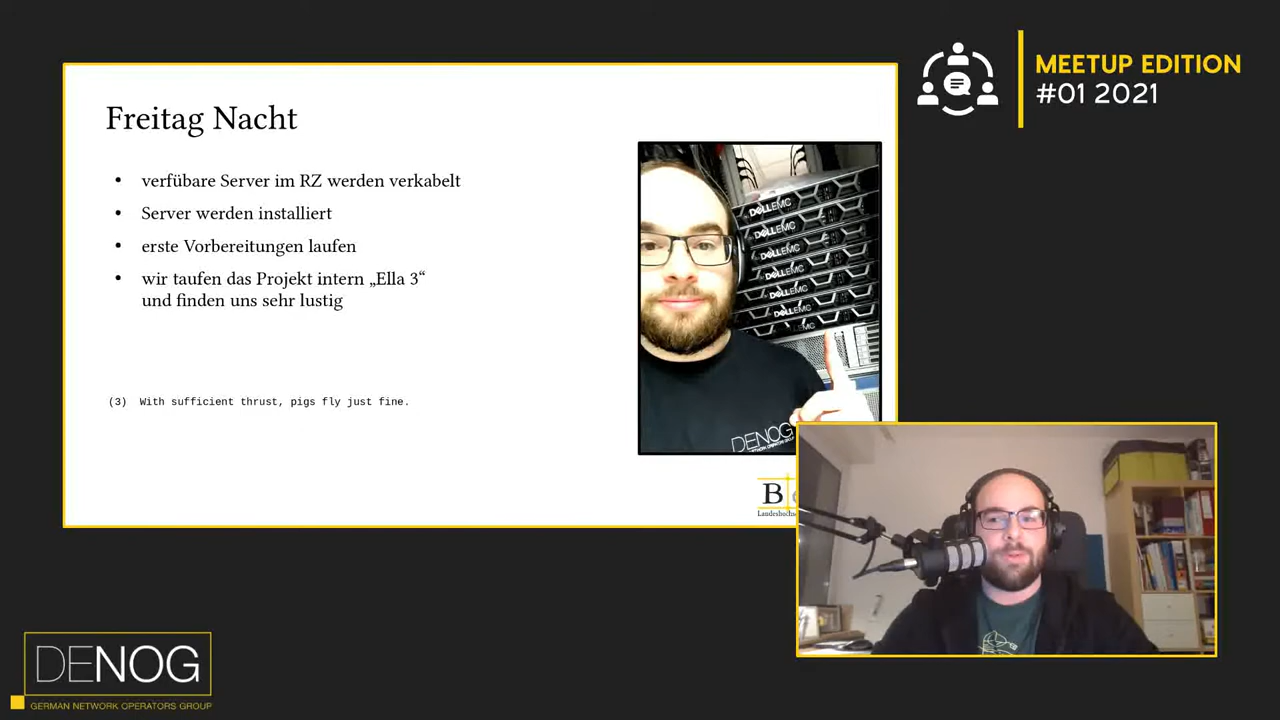 MEETUP EDITION
#01 2021
Freitag Nacht
• verfübare Server im RZ werden verkabelt
• Server werden installiert
• erste Vorbereitungen laufen
• wir taufen das Projekt intern „Ella 3“
und finden uns sehr lustig
(3) With sufficient thrust, pigs fly just fine.
DELLEMC
DELLEMC
DELLEMC
DELLEMC
DELLEMC
DENOG
B
DENOG
GERMAN NETWORK OPERATORS GROUP